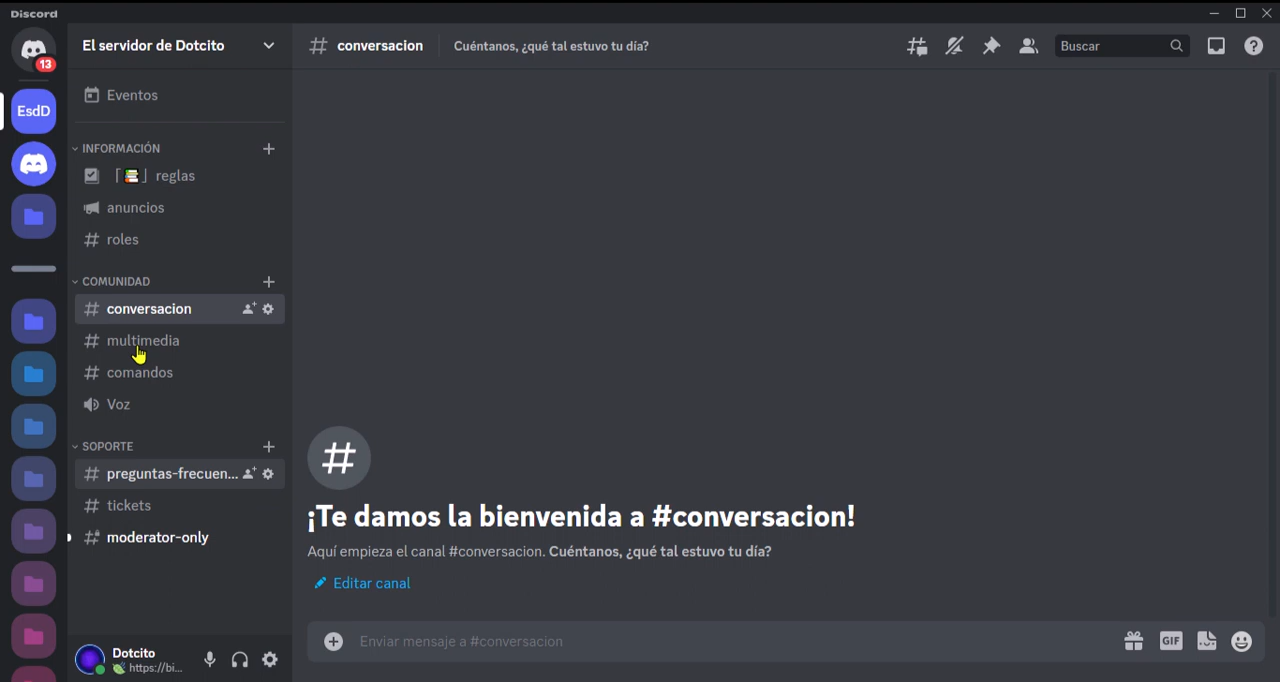 Discord
13
EsdD
El servidor de Dotcito
Eventos
INFORMACIÓN
reglas
anuncios
roles
COMUNIDAD
conversacion
multimedia
comandos
Voz
SOPORTE
preguntas-frecuen...
tickets
moderator-only
Dotcito
https://bi...
conversacion
Cuéntanos, ¿qué tal estuvo tu día?
Buscar
¡Te damos la bienvenida a #conversacion!
Aquí empieza el canal #conversacion. Cuéntanos, ¿qué tal estuvo tu día?
Editar canal
Enviar mensaje a #conversacion
GIF